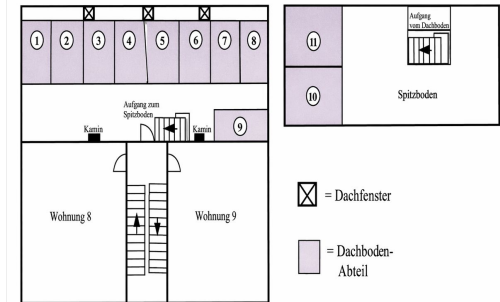 1
2
3
4
5
6
7
8
Aufgang zum
Spitzboden
9
Kamin
Kamin
Wohnung 8
Wohnung 9
11
10
Aufgang
vom Dachboden
Spitzboden
= Dachfenster
= Dachboden-
Abteil